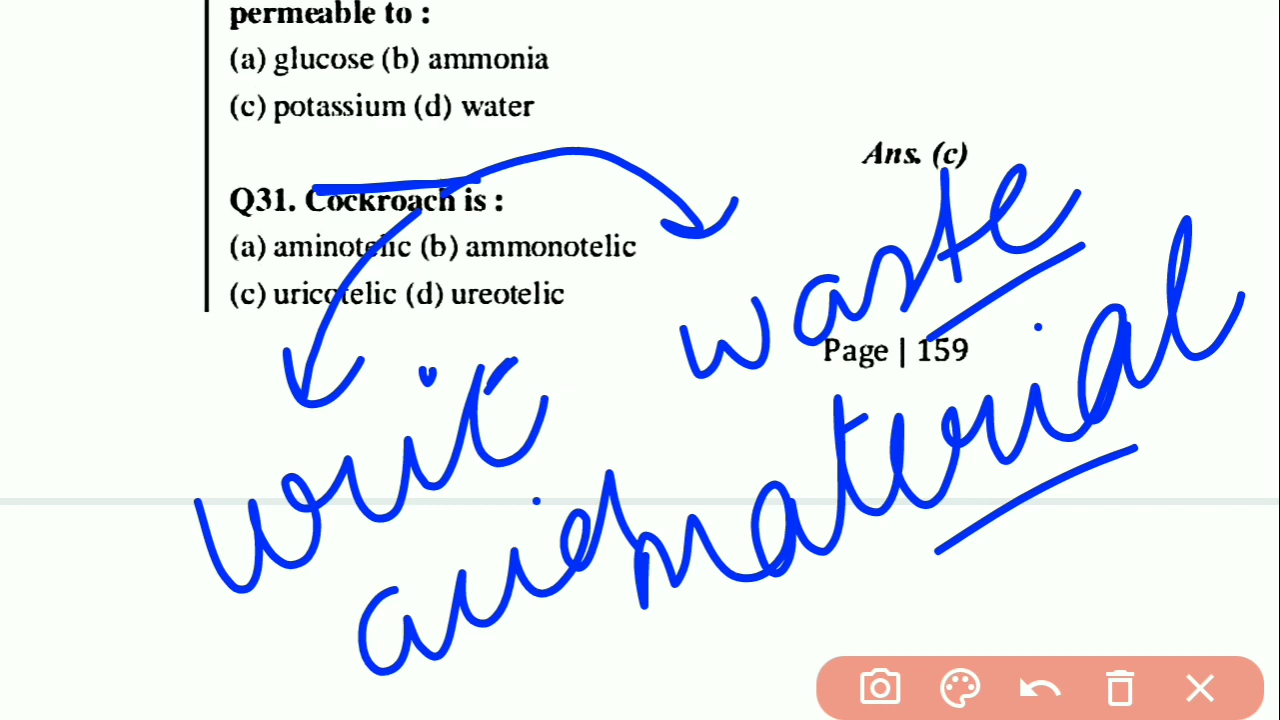 permeable to :
(a) glucose (b) ammonia
(c) potassium (d) water
Ans. (c)
Q31. Cockroach is :
(a) aminotelic (b) ammonotelic
(c) uricotelic (d) ureotelic
Page | 159
waste
material
uric
acid